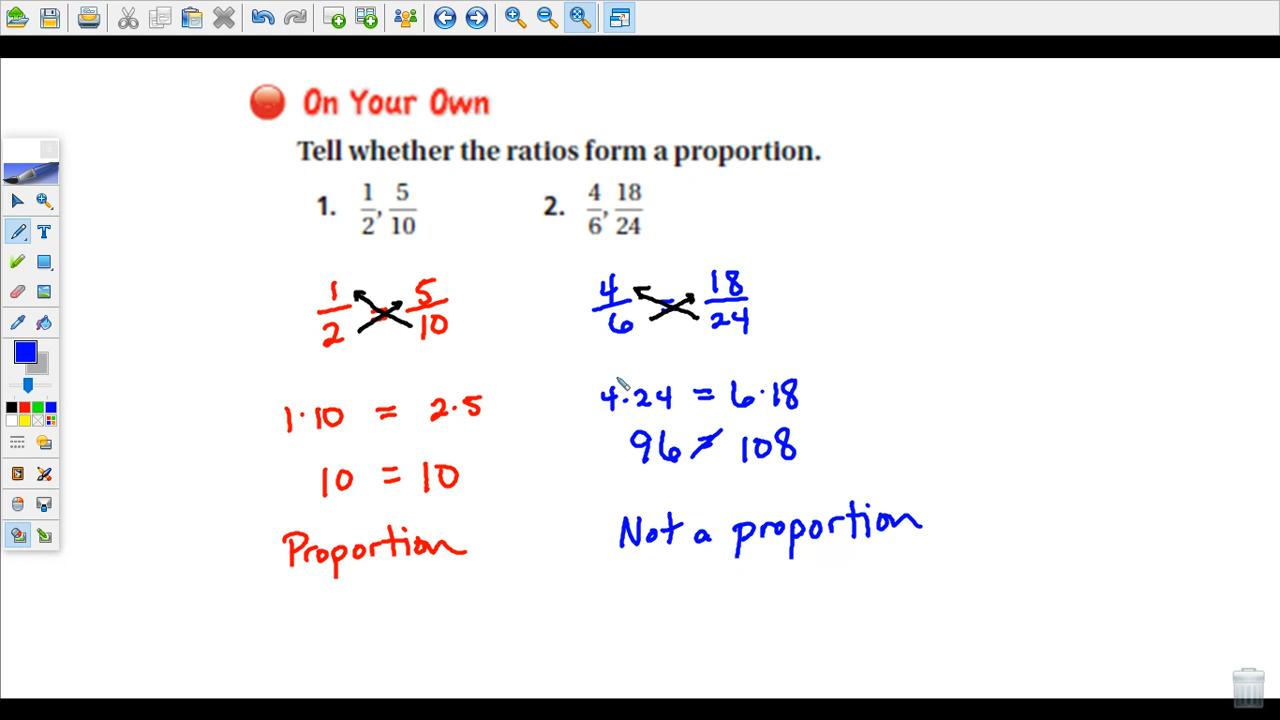 On Your Own
Tell whether the ratios form a proportion.
1. 1/2, 5/10
2. 4/6, 18/24
1/2 = 5/10
4/6 = 18/24
1·10 = 2·5
10 = 10
Proportion
4·24 = 6·18
96 ≠ 108
Not a proportion
T